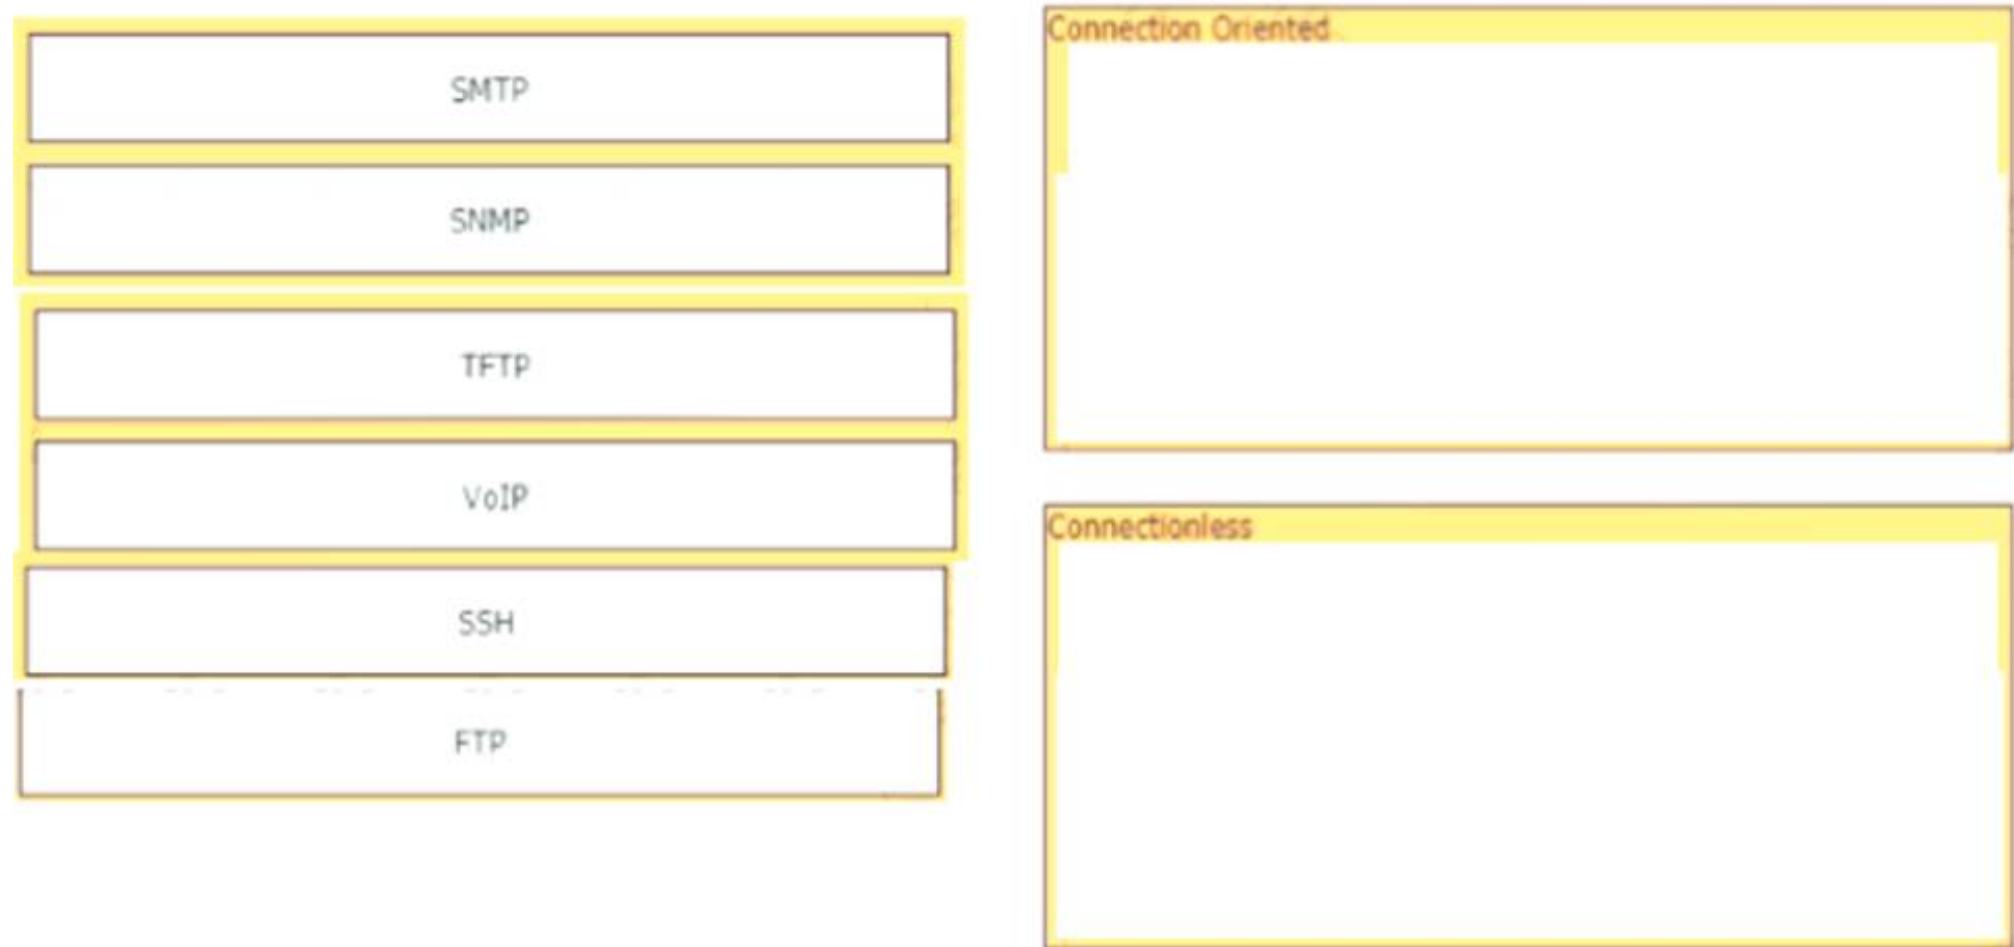 SMTP
SNMP
TFTP
VoIP
SSH
FTP
Connection Oriented
Connectionless